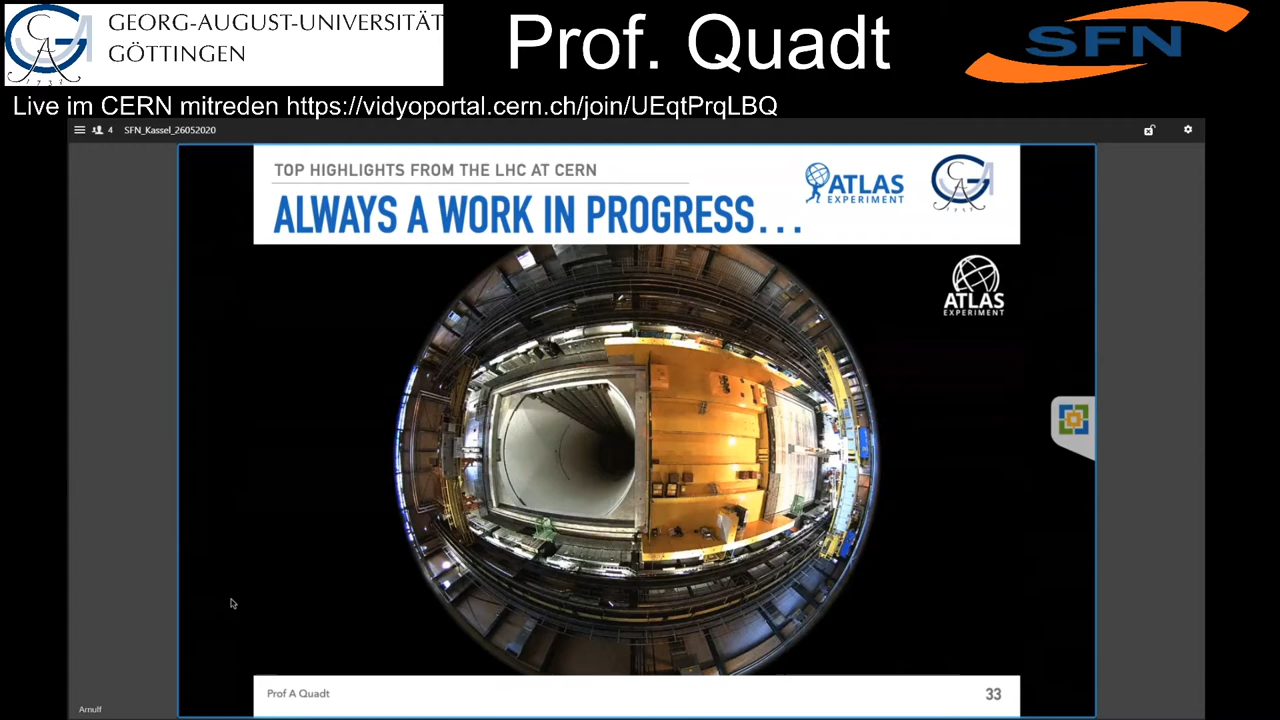 GEORG-AUGUST-UNIVERSITÄT
GÖTTINGEN
Prof. Quadt
SFN
Live im CERN mitreden https://vidyoportal.cern.ch/join/UEqtPrqLBQ
4 SFN_Kassel_26052020
TOP HIGHLIGHTS FROM THE LHC AT CERN
ALWAYS A WORK IN PROGRESS...
ATLAS
EXPERIMENT
ATLAS
EXPERIMENT
Prof A Quadt
33
Arnulf